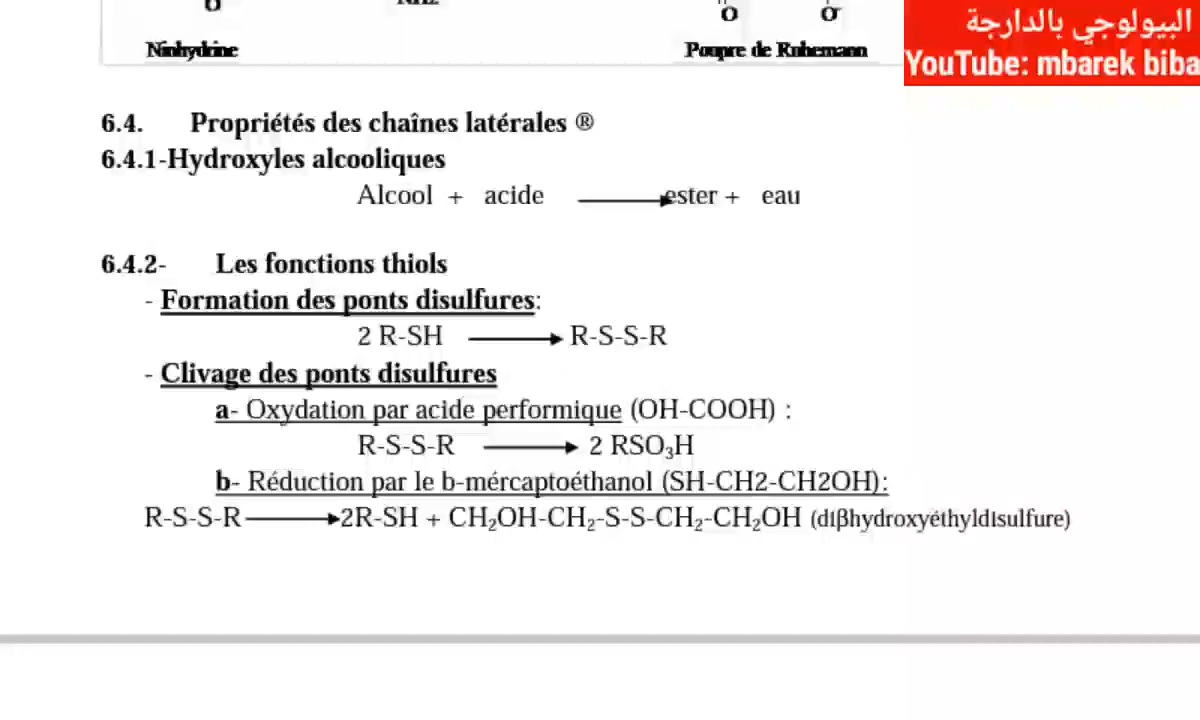 البيولوجي بالدارجة
YouTube: mbarek biba
O
O
Ninhydrine
Pourpre de Ruhemann
6.4. Propriétés des chaînes latérales ®
6.4.1-Hydroxyles alcooliques
Alcool + acide ⟶ ester + eau
6.4.2- Les fonctions thiols
- Formation des ponts disulfures:
2 R-SH ⟶ R-S-S-R
- Clivage des ponts disulfures
a- Oxydation par acide performique (OH-COOH) :
R-S-S-R ⟶ 2 RSO₃H
b- Réduction par le b-mércaptoéthanol (SH-CH2-CH2OH):
R-S-S-R ⟶ 2R-SH + CH₂OH-CH₂-S-S-CH₂-CH₂OH (diβhydroxyéthyldisulfure)